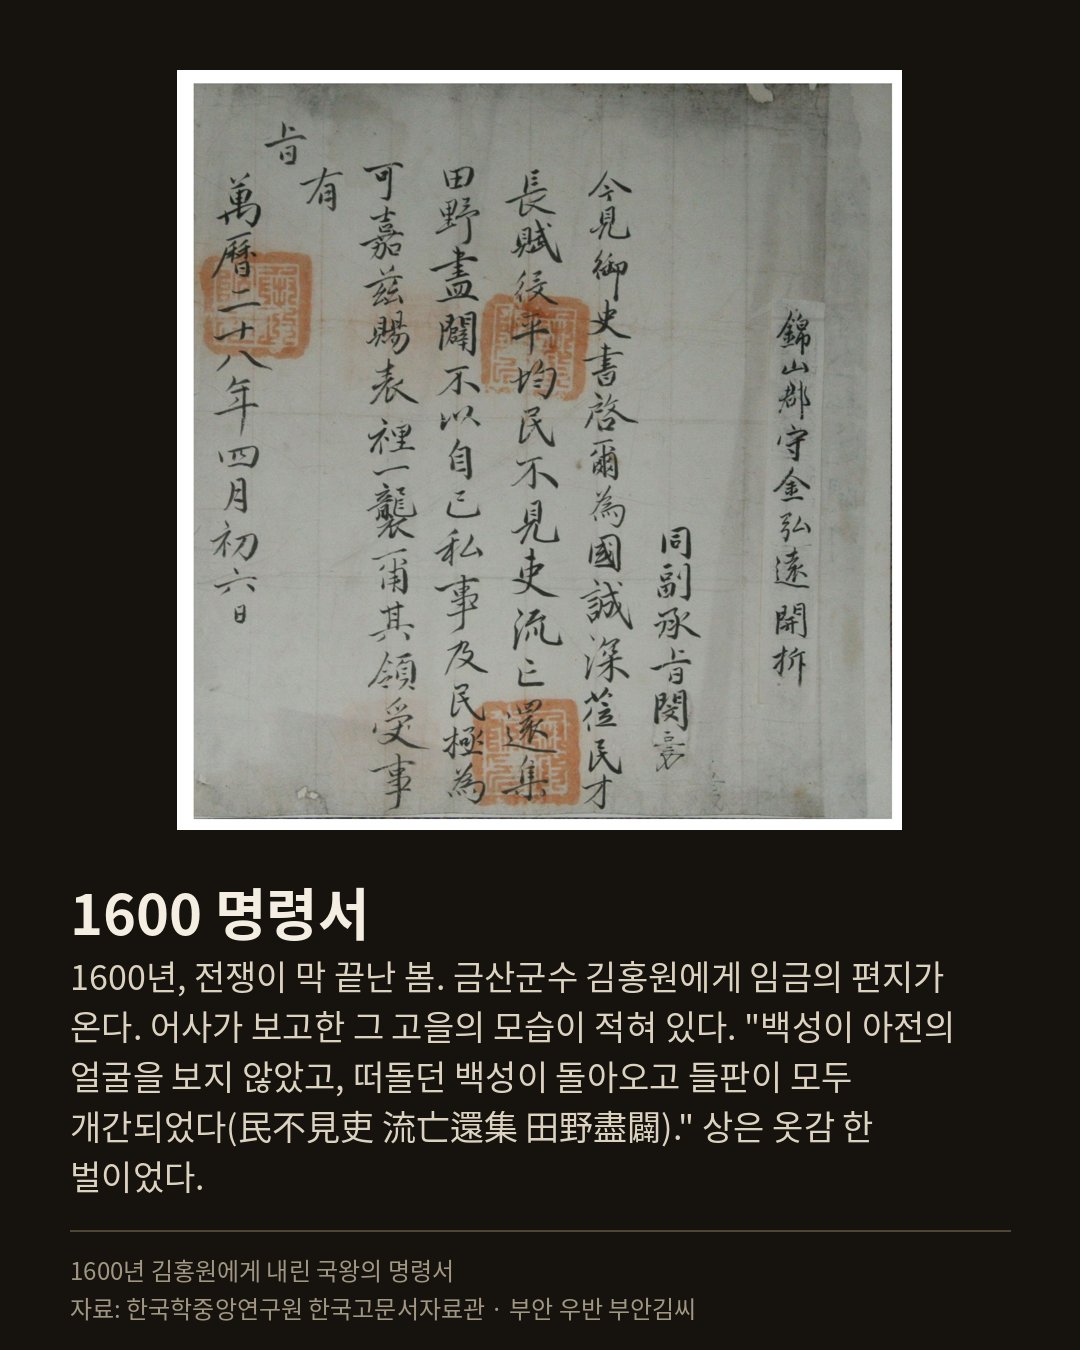 錦山郡守金弘遠開拆
同副承旨閔
今見御史書啓爾為國誠深莅民才
長賦役平均民不見吏流亡還集
田野盡闢不以自己私事及民極為
可嘉玆賜表裡一襲爾其領受事
有
旨
萬曆二十八年四月初六日
1600 명령서
1600년, 전쟁이 막 끝난 봄. 금산군수 김홍원에게 임금의 편지가
온다. 어사가 보고한 그 고을의 모습이 적혀 있다. "백성이 아전의
얼굴을 보지 않았고, 떠돌던 백성이 돌아오고 들판이 모두
개간되었다(民不見吏 流亡還集 田野盡闢)." 상은 옷감 한
벌이었다.
1600년 김홍원에게 내린 국왕의 명령서
자료: 한국학중앙연구원 한국고문서자료관 · 부안 우반 부안김씨